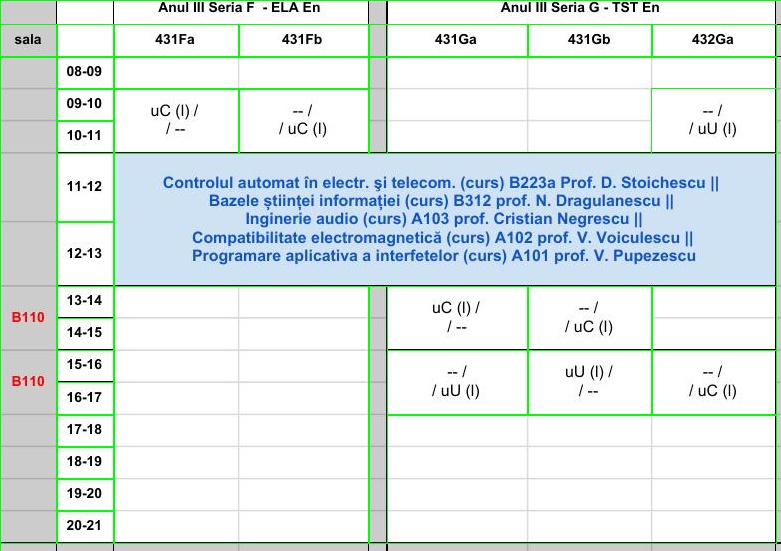 Anul III Seria F - ELA En Anul III Seria G - TST En
sala 431Fa 431Fb 431Ga 431Gb 432Ga
08-09
09-10
10-11
uC (l) / -- / -- /
/ -- / uC (l) / uU (l)
11-12
12-13
Controlul automat în electr. şi telecom. (curs) B223a Prof. D. Stoichescu ||
Bazele ştiinţei informaţiei (curs) B312 prof. N. Dragulanescu ||
Inginerie audio (curs) A103 prof. Cristian Negrescu ||
Compatibilitate electromagnetică (curs) A102 prof. V. Voiculescu ||
Programare aplicativa a interfetelor (curs) A101 prof. V. Pupezescu
B110
13-14
14-15
uC (l) / -- /
/ -- / uC (l)
B110
15-16
16-17
-- / uU (l) / -- /
/ uU (l) / -- / uC (l)
17-18
18-19
19-20
20-21